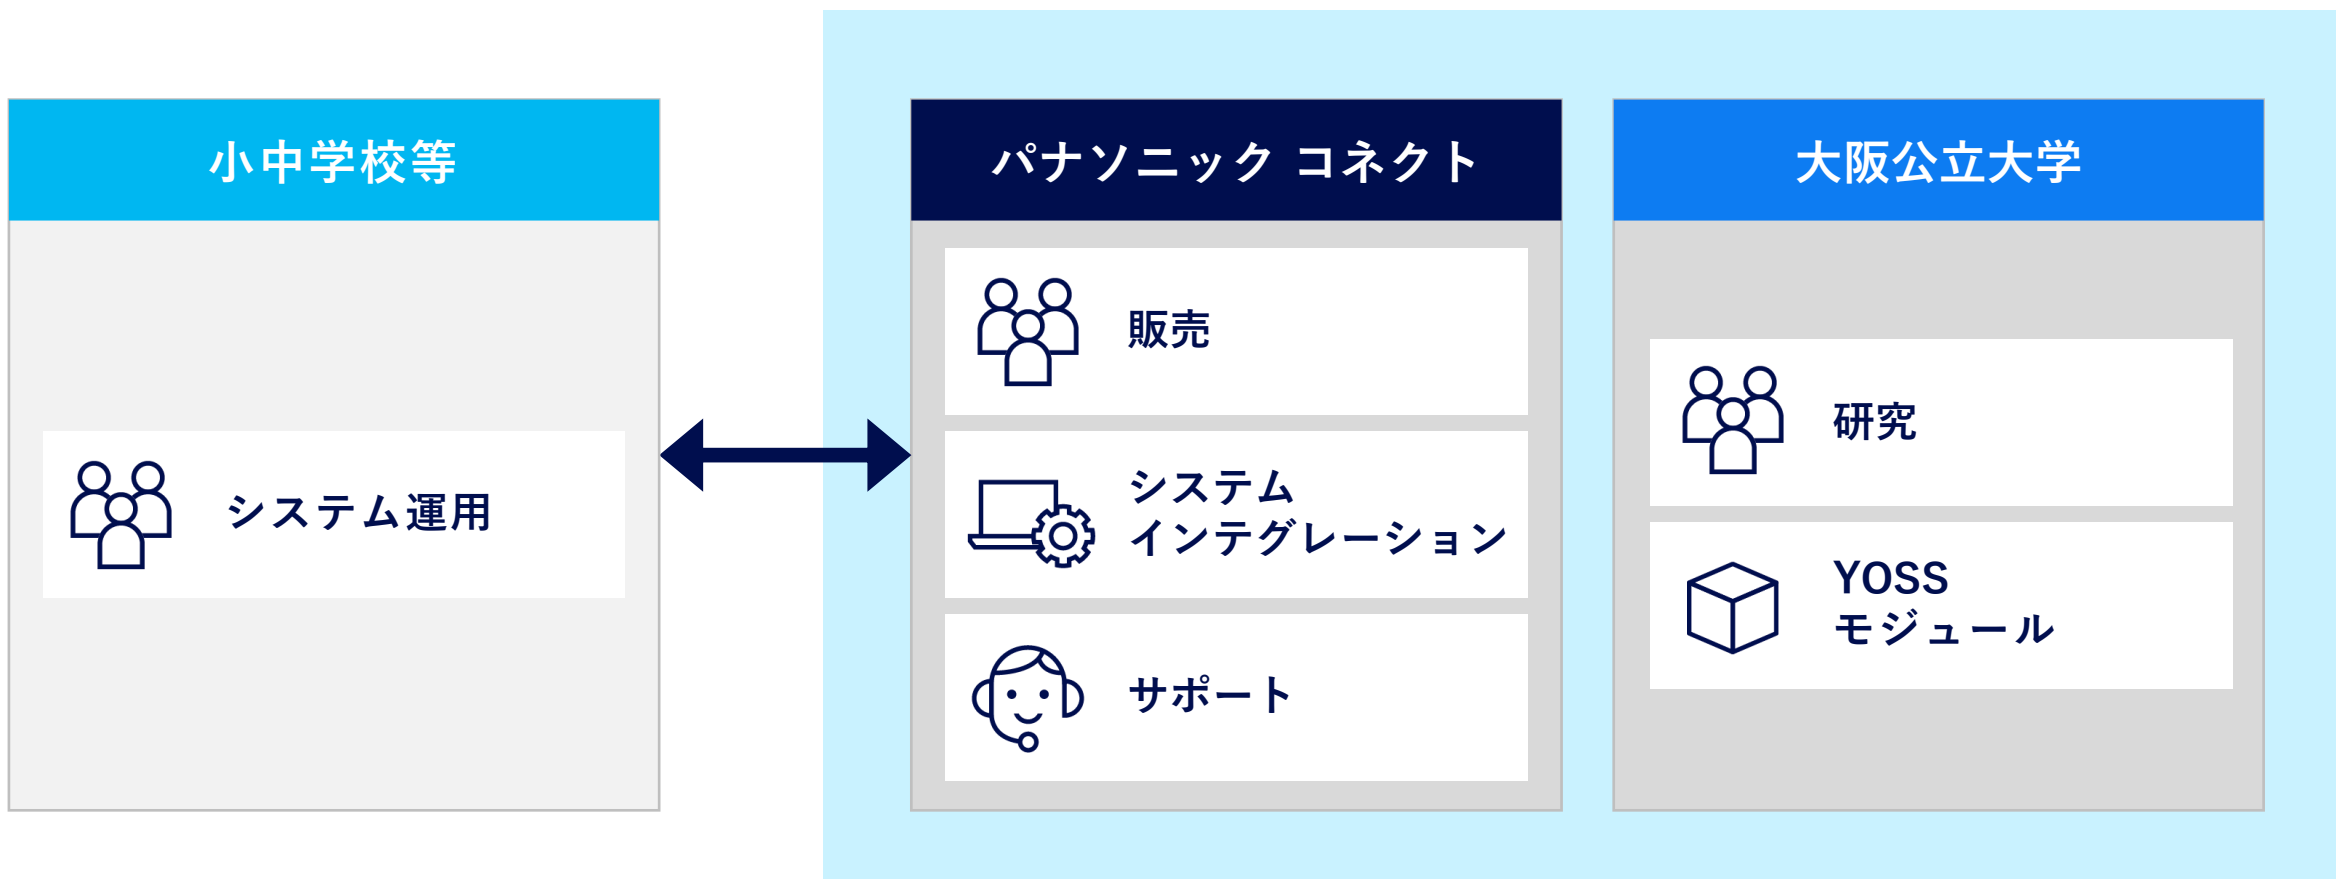 小中学校等
システム運用
パナソニック コネクト
販売
システム
インテグレーション
サポート
大阪公立大学
研究
YOSS
モジュール